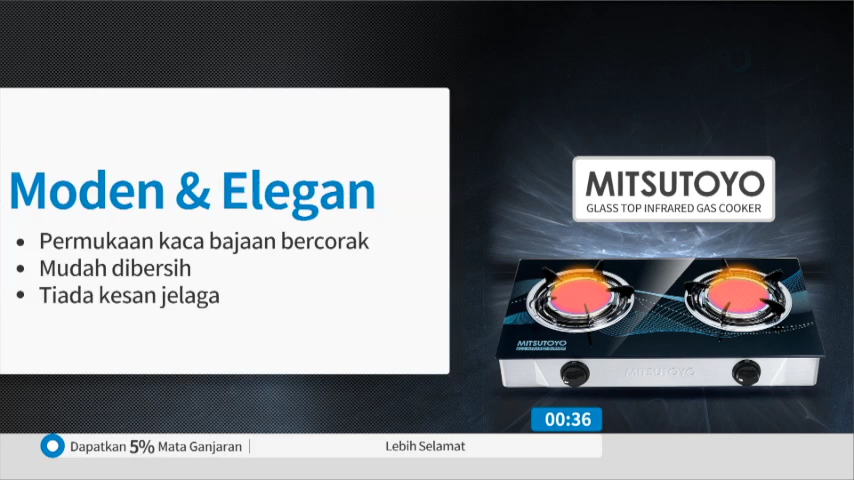 Moden & Elegan
• Permukaan kaca bajaan bercorak
• Mudah dibersih
• Tiada kesan jelaga
MITSUTOYO
GLASS TOP INFRARED GAS COOKER
MITSUTOYO
MITSUTOYO
00:36
Dapatkan 5% Mata Ganjaran
Lebih Selamat